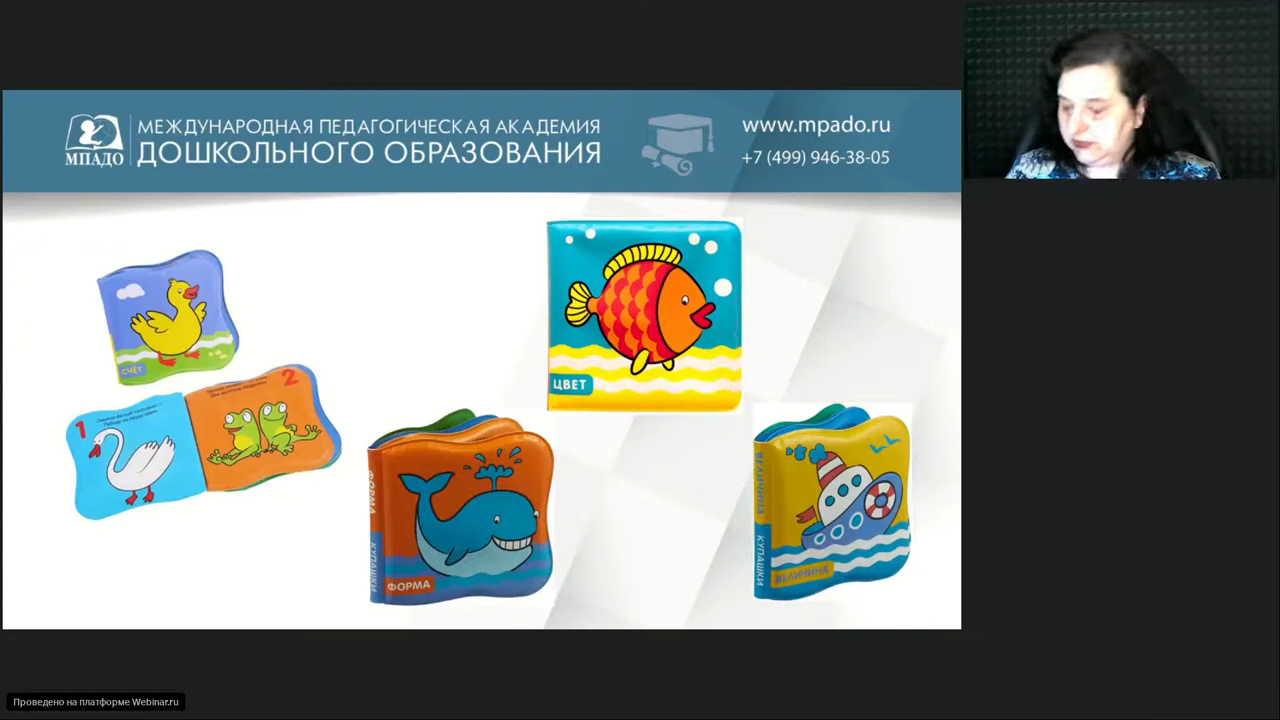 МПАДО
МЕЖДУНАРОДНАЯ ПЕДАГОГИЧЕСКАЯ АКАДЕМИЯ
ДОШКОЛЬНОГО ОБРАЗОВАНИЯ
www.mpado.ru
+7 (499) 946-38-05
СЧЁТ
1
2
ЦВЕТ
ФОРМА
КУПАШКИ
ФОРМА
ВЕЛИЧИНА
КУПАШКИ
ВЕЛИЧИНА
Проведено на платформе Webinar.ru